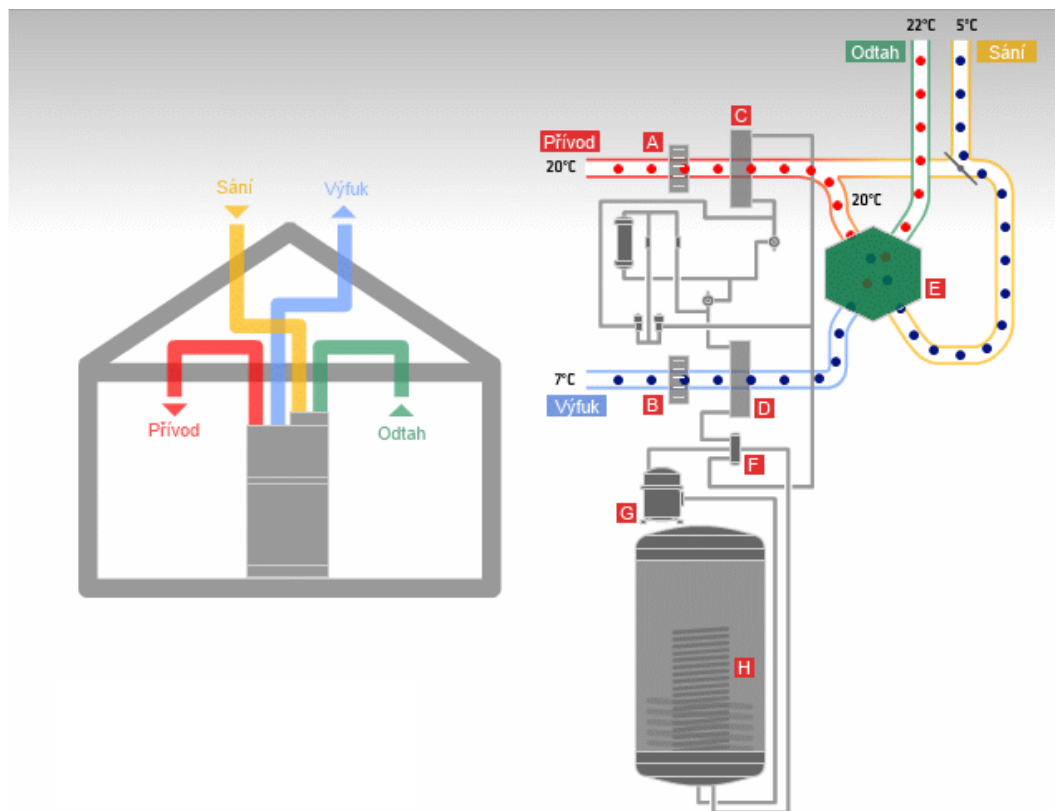 22°C 5°C
Odtah Sání
C
Přívod A
20°C
Sání Výfuk
20°C
E
7°C
Výfuk B D
Přívod Odtah
F
G
H